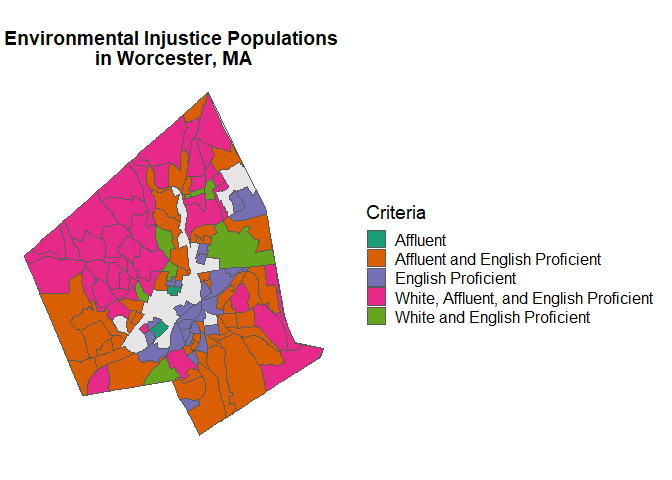 Environmental Injustice Populations
in Worcester, MA
Criteria
Affluent
Affluent and English Proficient
English Proficient
White, Affluent, and English Proficient
White and English Proficient